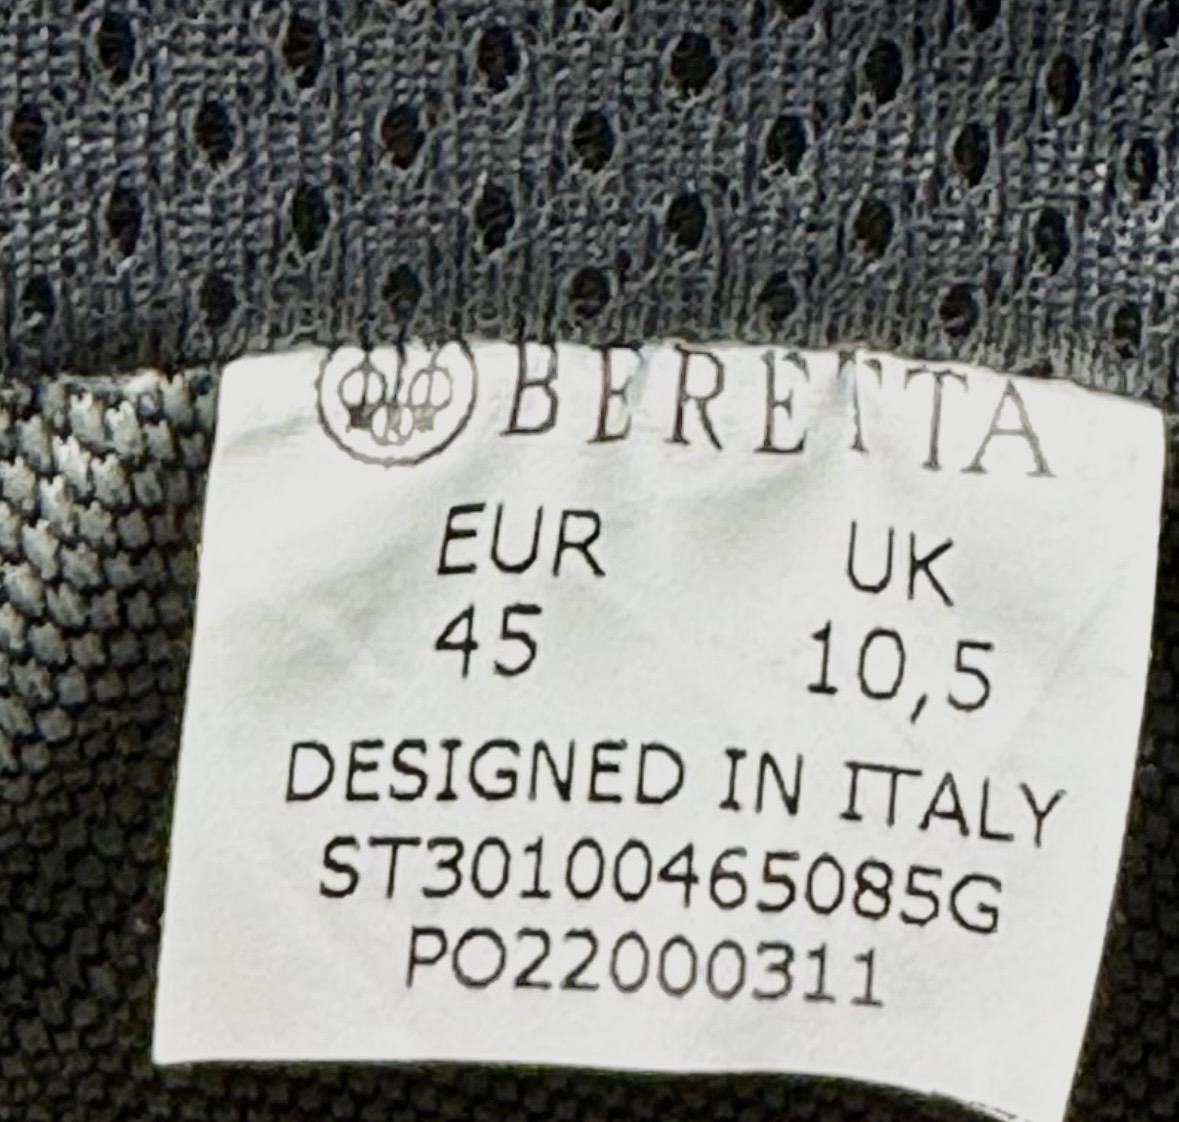 BERETTA
EUR UK
45 10,5
DESIGNED IN ITALY
ST30100465085G
PO22000311